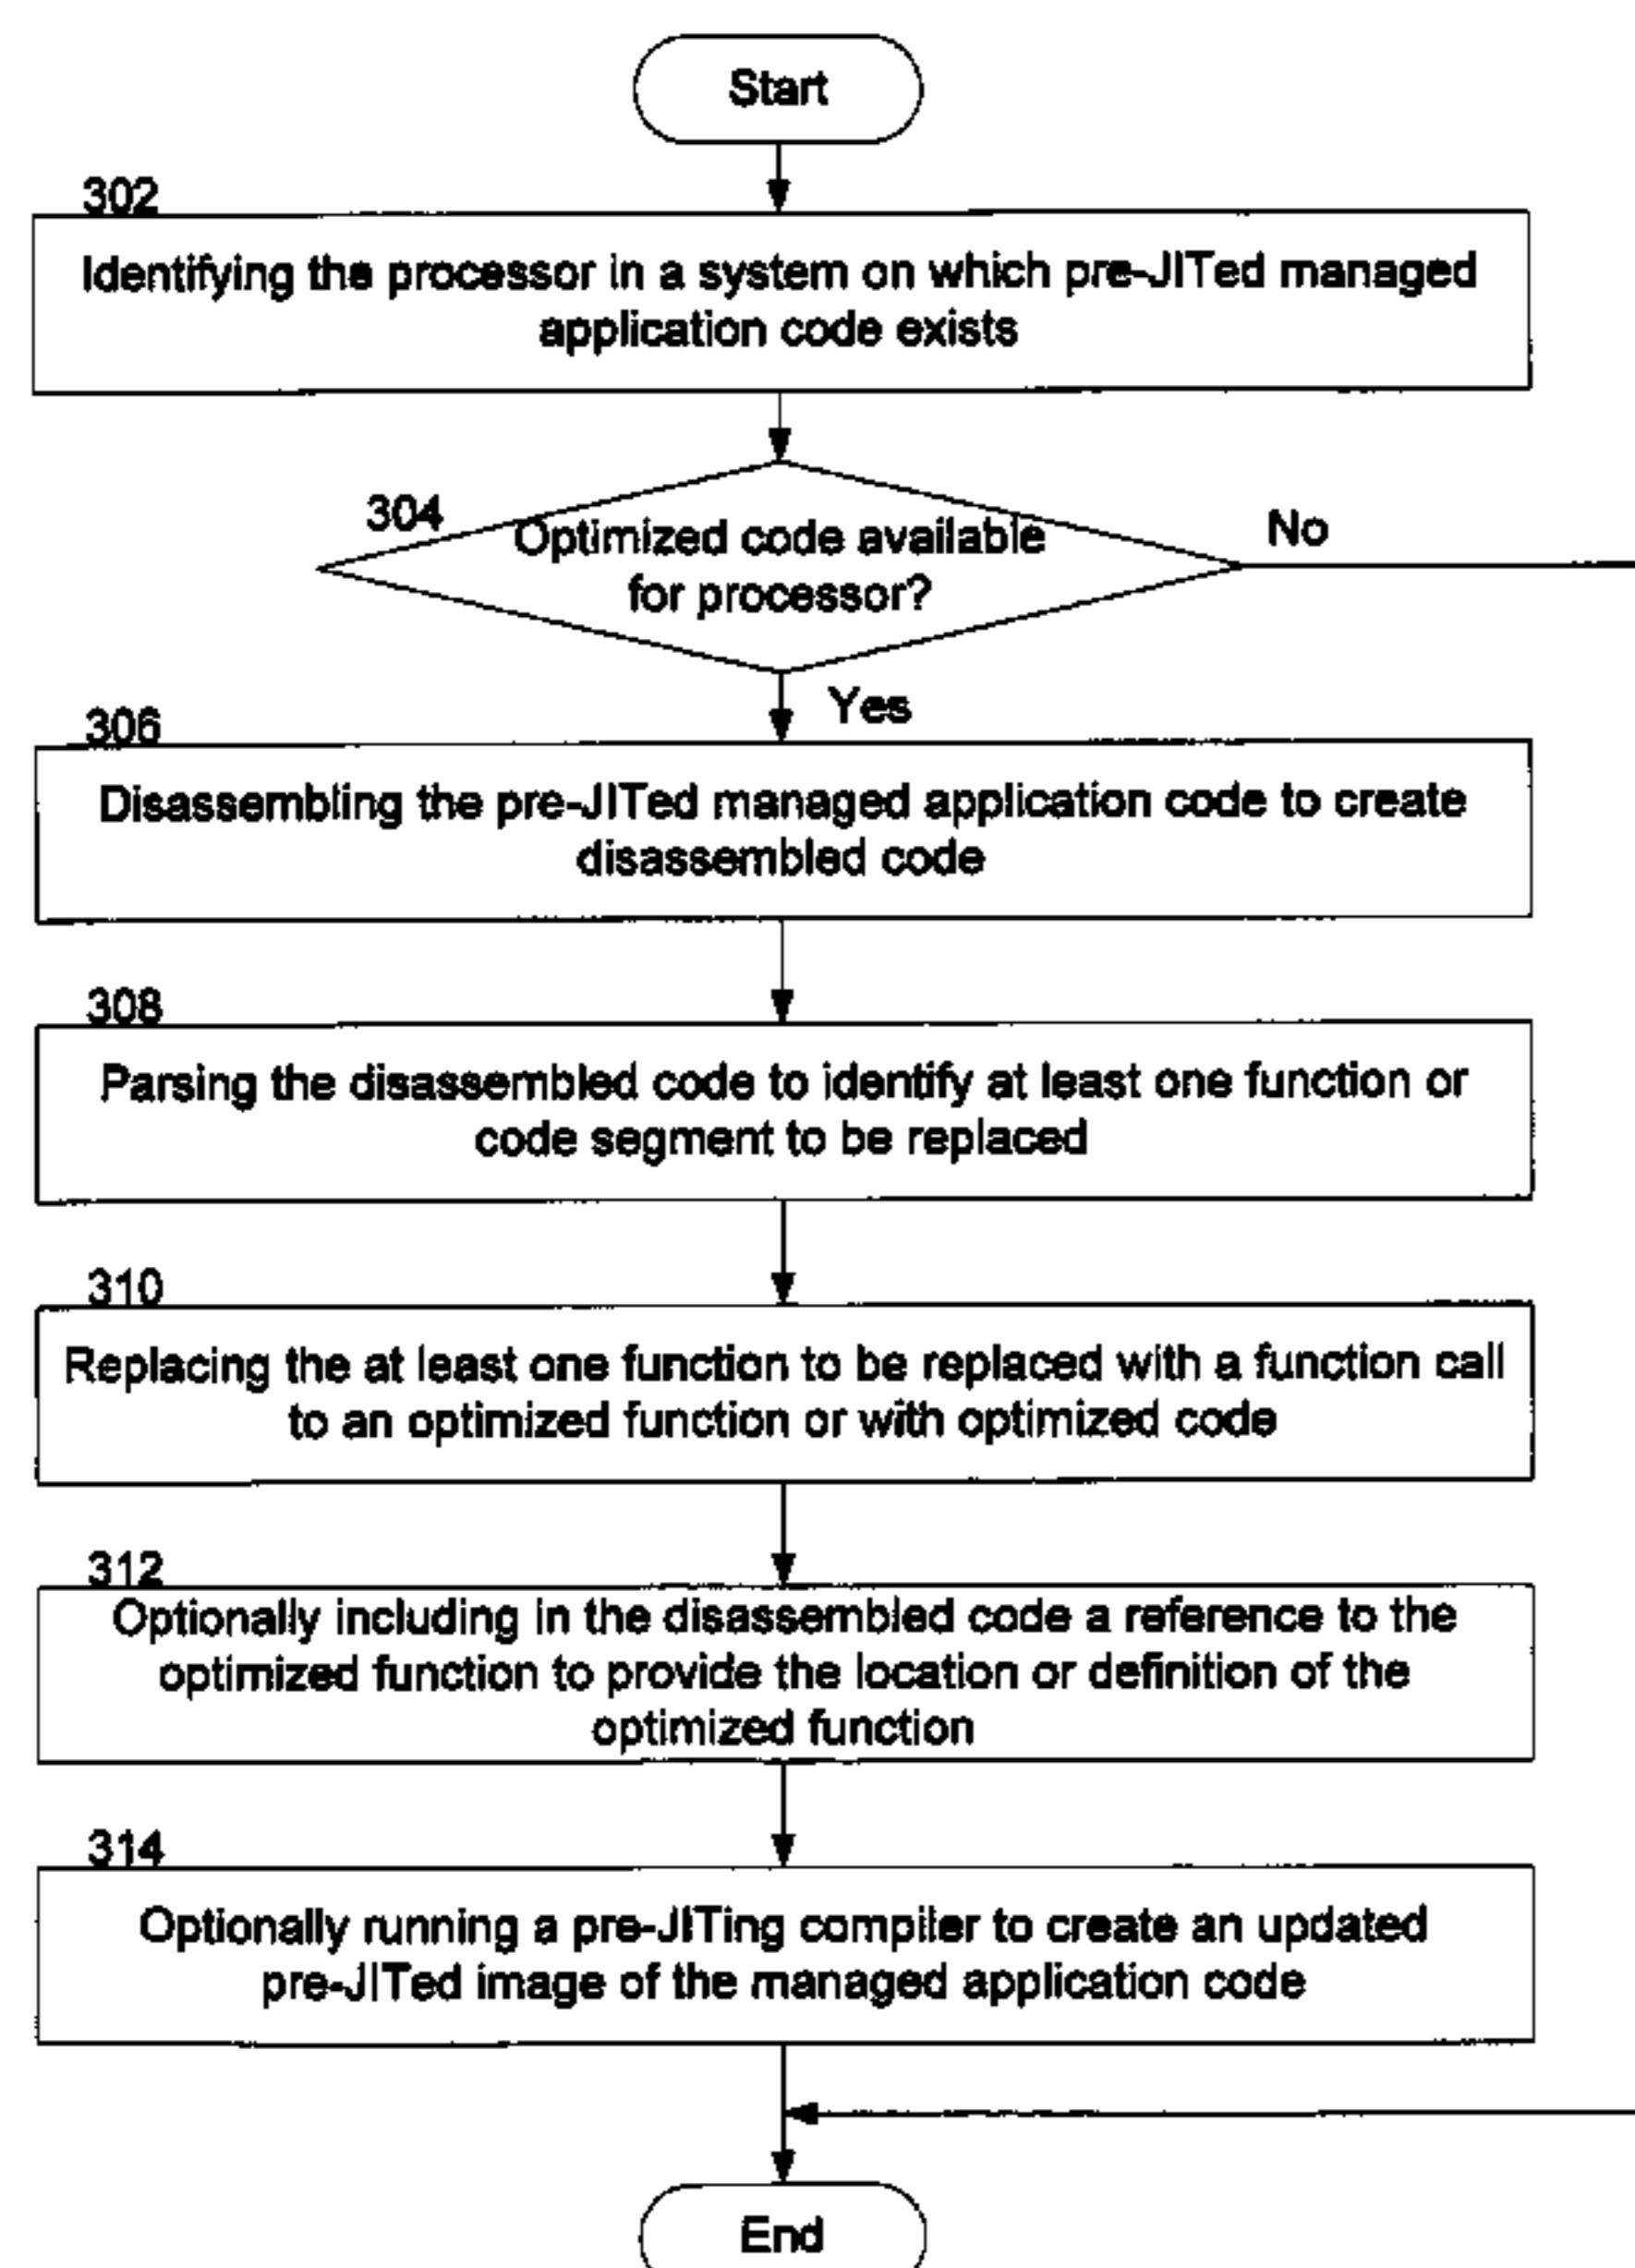 Start
302
Identifying the processor in a system on which pre-JITed managed
application code exists
304
Optimized code available
for processor?
No
Yes
306
Disassembling the pre-JITed managed application code to create
disassembled code
308
Parsing the disassembled code to identify at least one function or
code segment to be replaced
310
Replacing the at least one function to be replaced with a function call
to an optimized function or with optimized code
312
Optionally including in the disassembled code a reference to the
optimized function to provide the location or definition of the
optimized function
314
Optionally running a pre-JITing compiler to create an updated
pre-JITed image of the managed application code
End